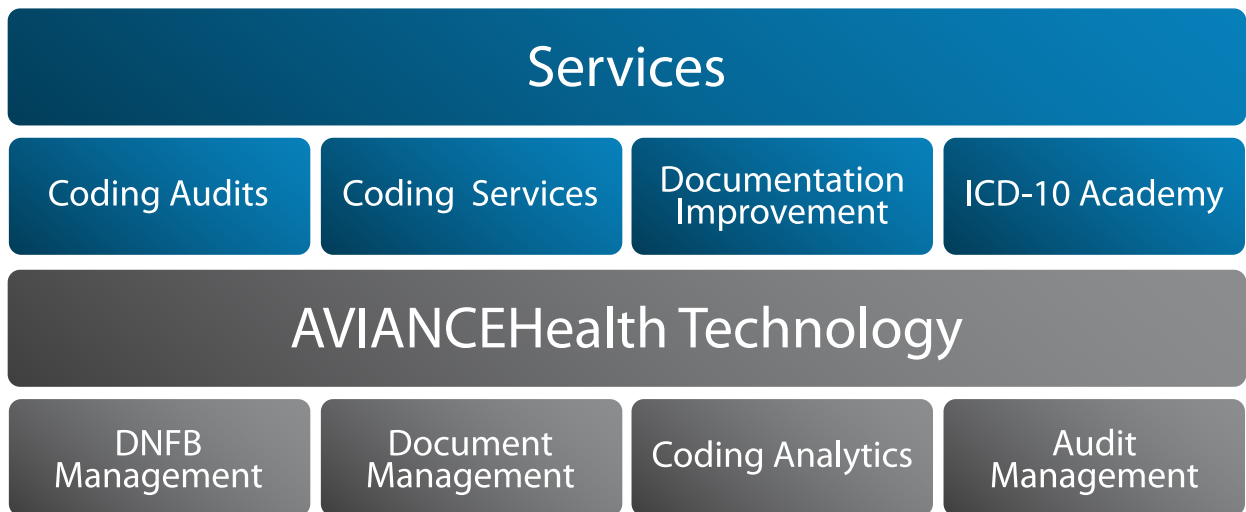 Services
Coding Audits
Coding Services
Documentation
Improvement
ICD-10 Academy
AVIANCEHealth Technology
DNFB
Management
Document
Management
Coding Analytics
Audit
Management